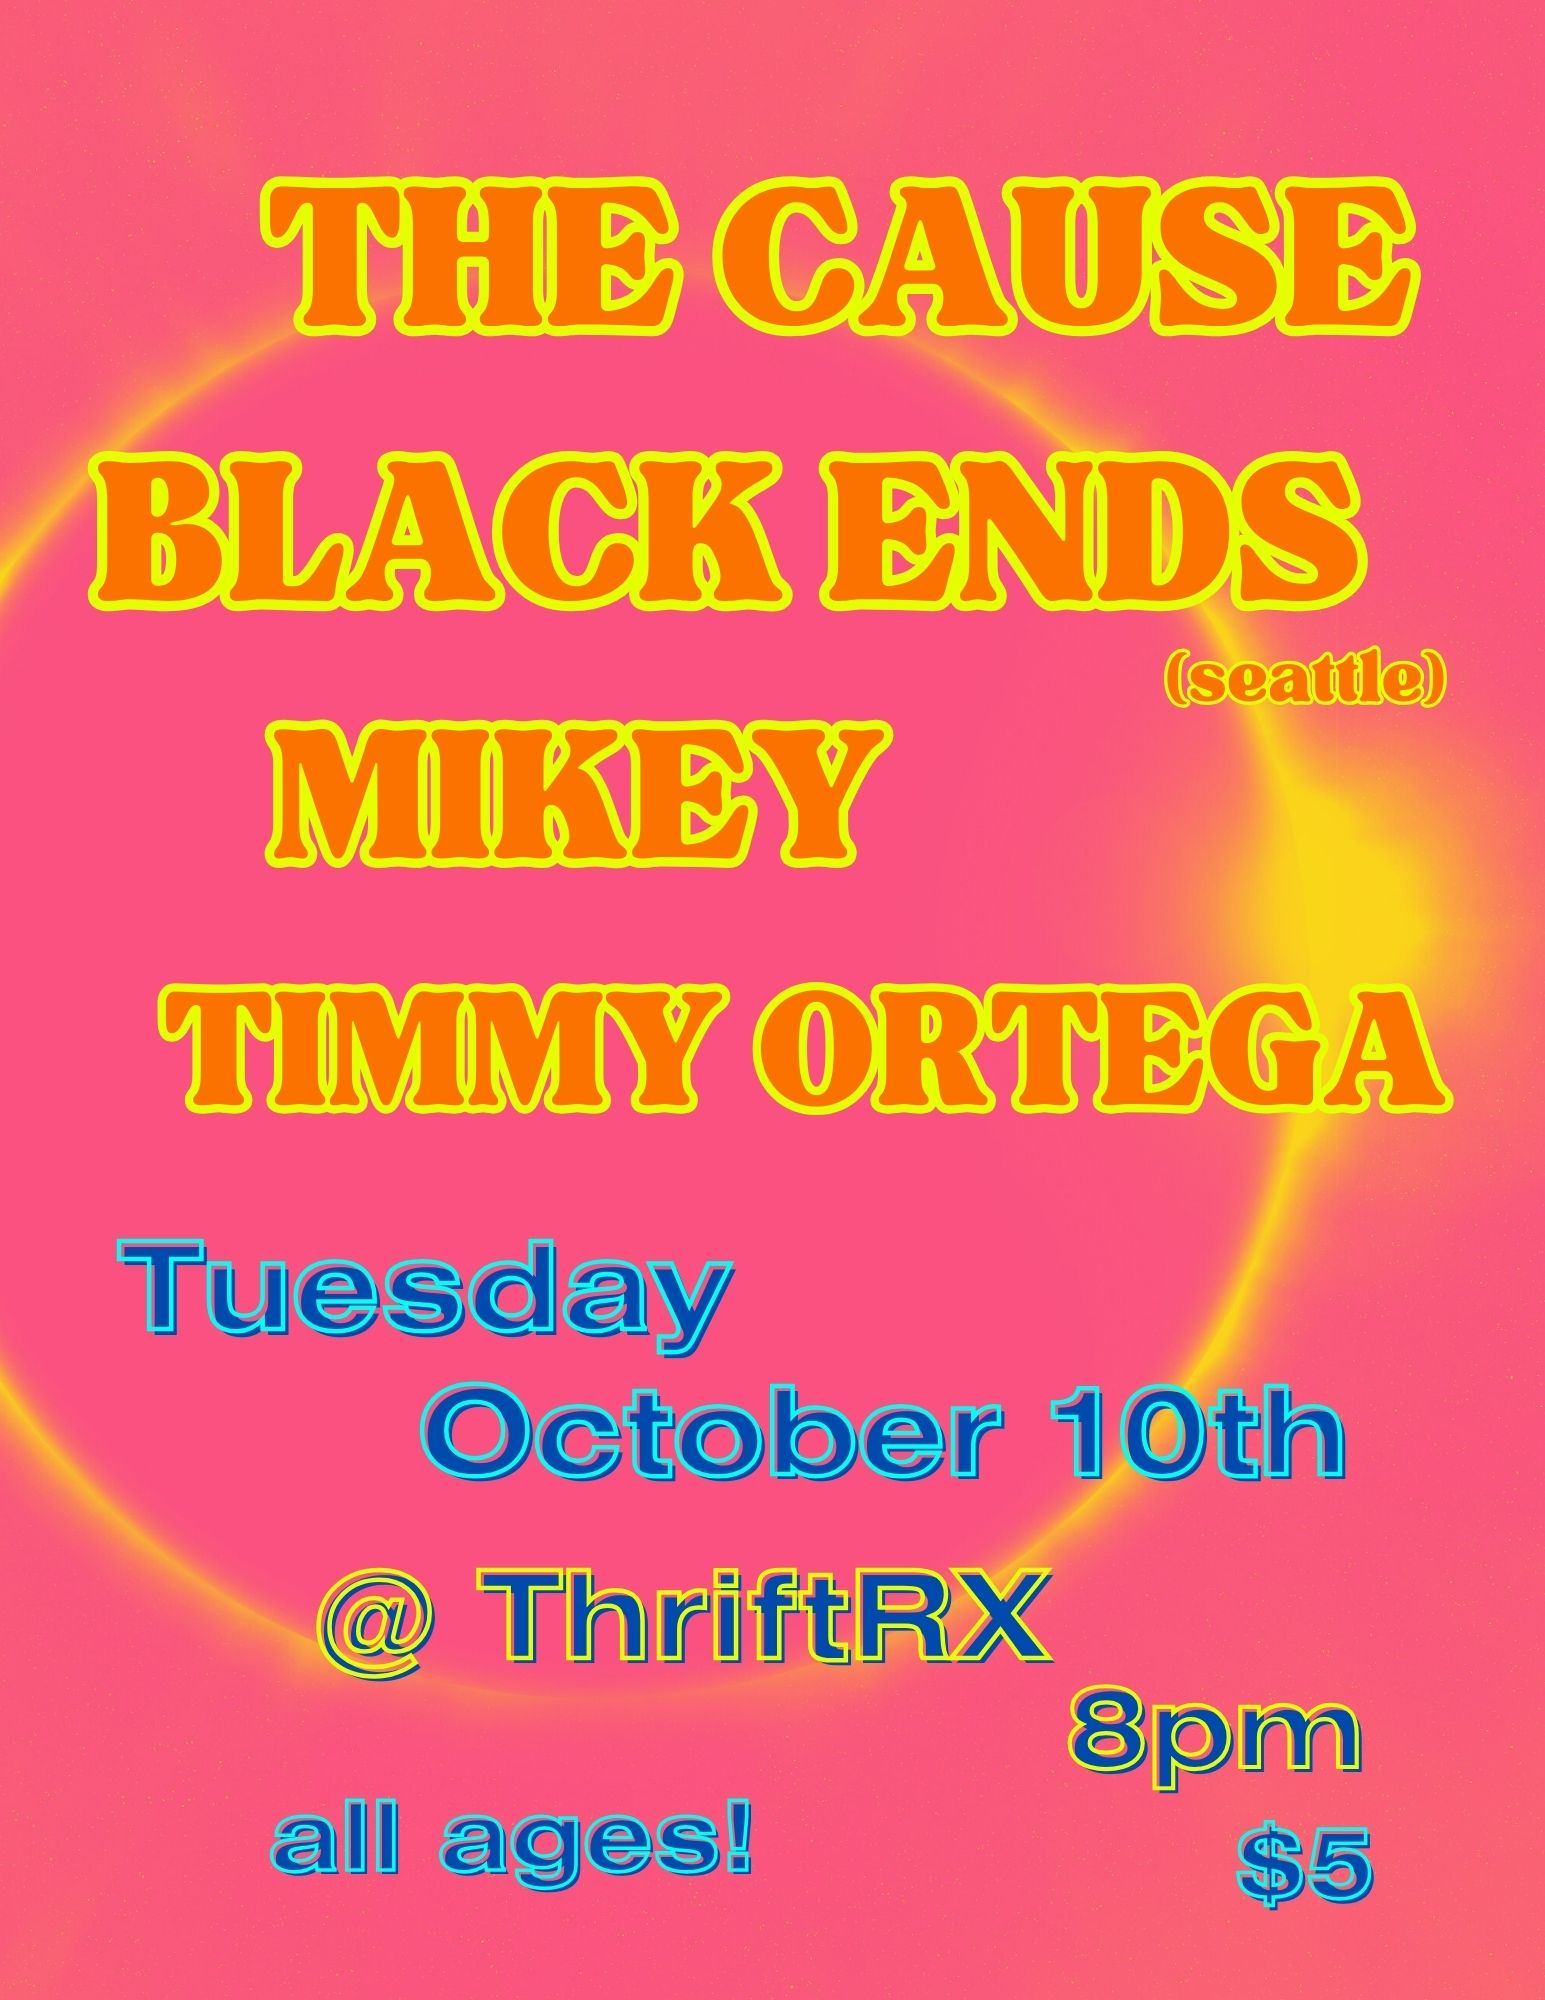 THE CAUSE
BLACK ENDS
(seattle)
MIKEY
TIMMY ORTEGA
Tuesday
October 10th
@ ThriftRX
8pm
all ages!
$5